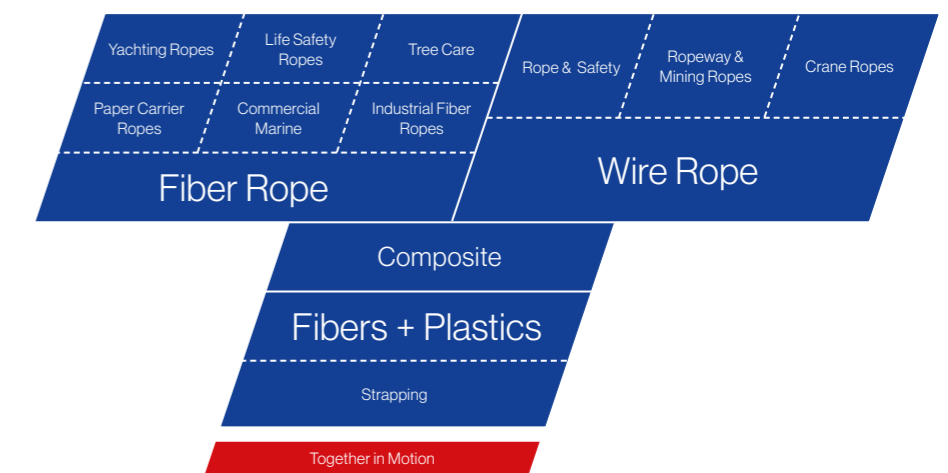 Yachting Ropes
Life Safety
Ropes
Tree Care
Paper Carrier
Ropes
Commercial
Marine
Industrial Fiber
Ropes
Fiber Rope
Rope & Safety
Ropeway &
Mining Ropes
Crane Ropes
Wire Rope
Composite
Fibers + Plastics
Strapping
Together in Motion